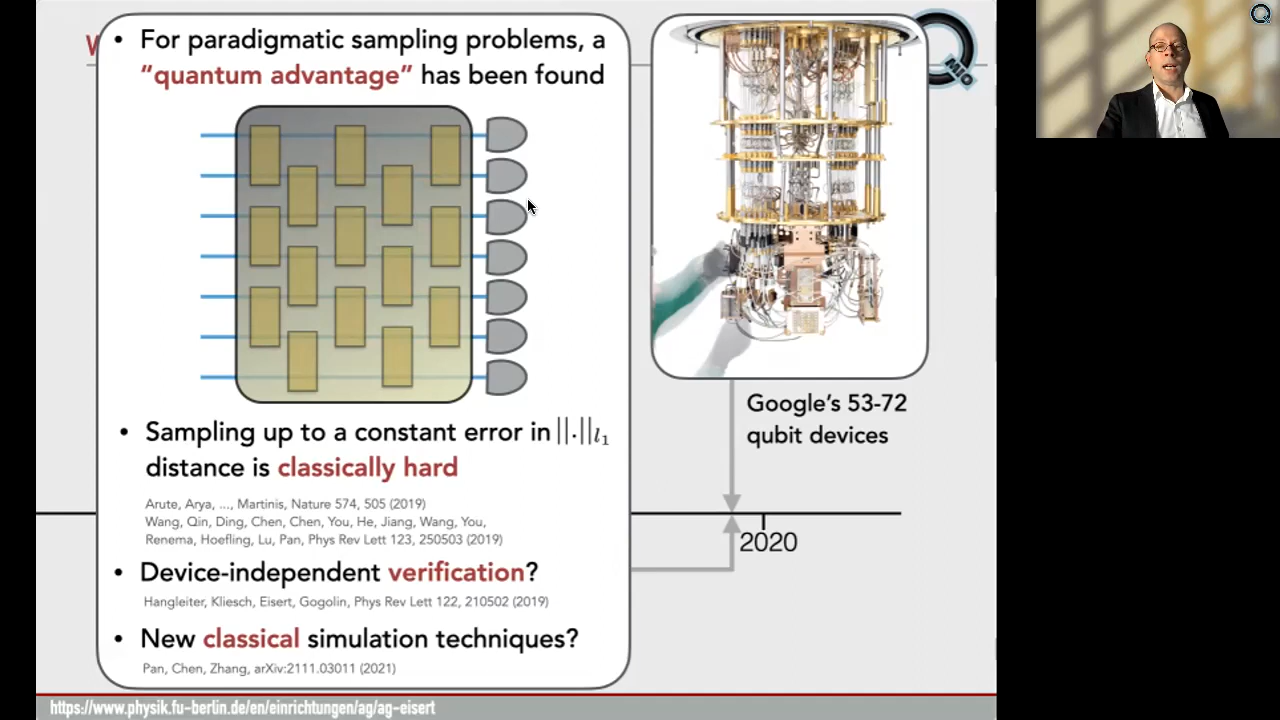 W
• For paradigmatic sampling problems, a
“quantum advantage” has been found
• Sampling up to a constant error in ||.||l1
distance is classically hard
Arute, Arya, ..., Martinis, Nature 574, 505 (2019)
Wang, Qin, Ding, Chen, Chen, You, He, Jiang, Wang, You,
Renema, Hoefling, Lu, Pan, Phys Rev Lett 123, 250503 (2019)
• Device-independent verification?
Hangleiter, Kliesch, Eisert, Gogolin, Phys Rev Lett 122, 210502 (2019)
• New classical simulation techniques?
Pan, Chen, Zhang, arXiv:2111.03011 (2021)
Google’s 53-72
qubit devices
2020
MIO
https://www.physik.fu-berlin.de/en/einrichtungen/ag/ag-eisert